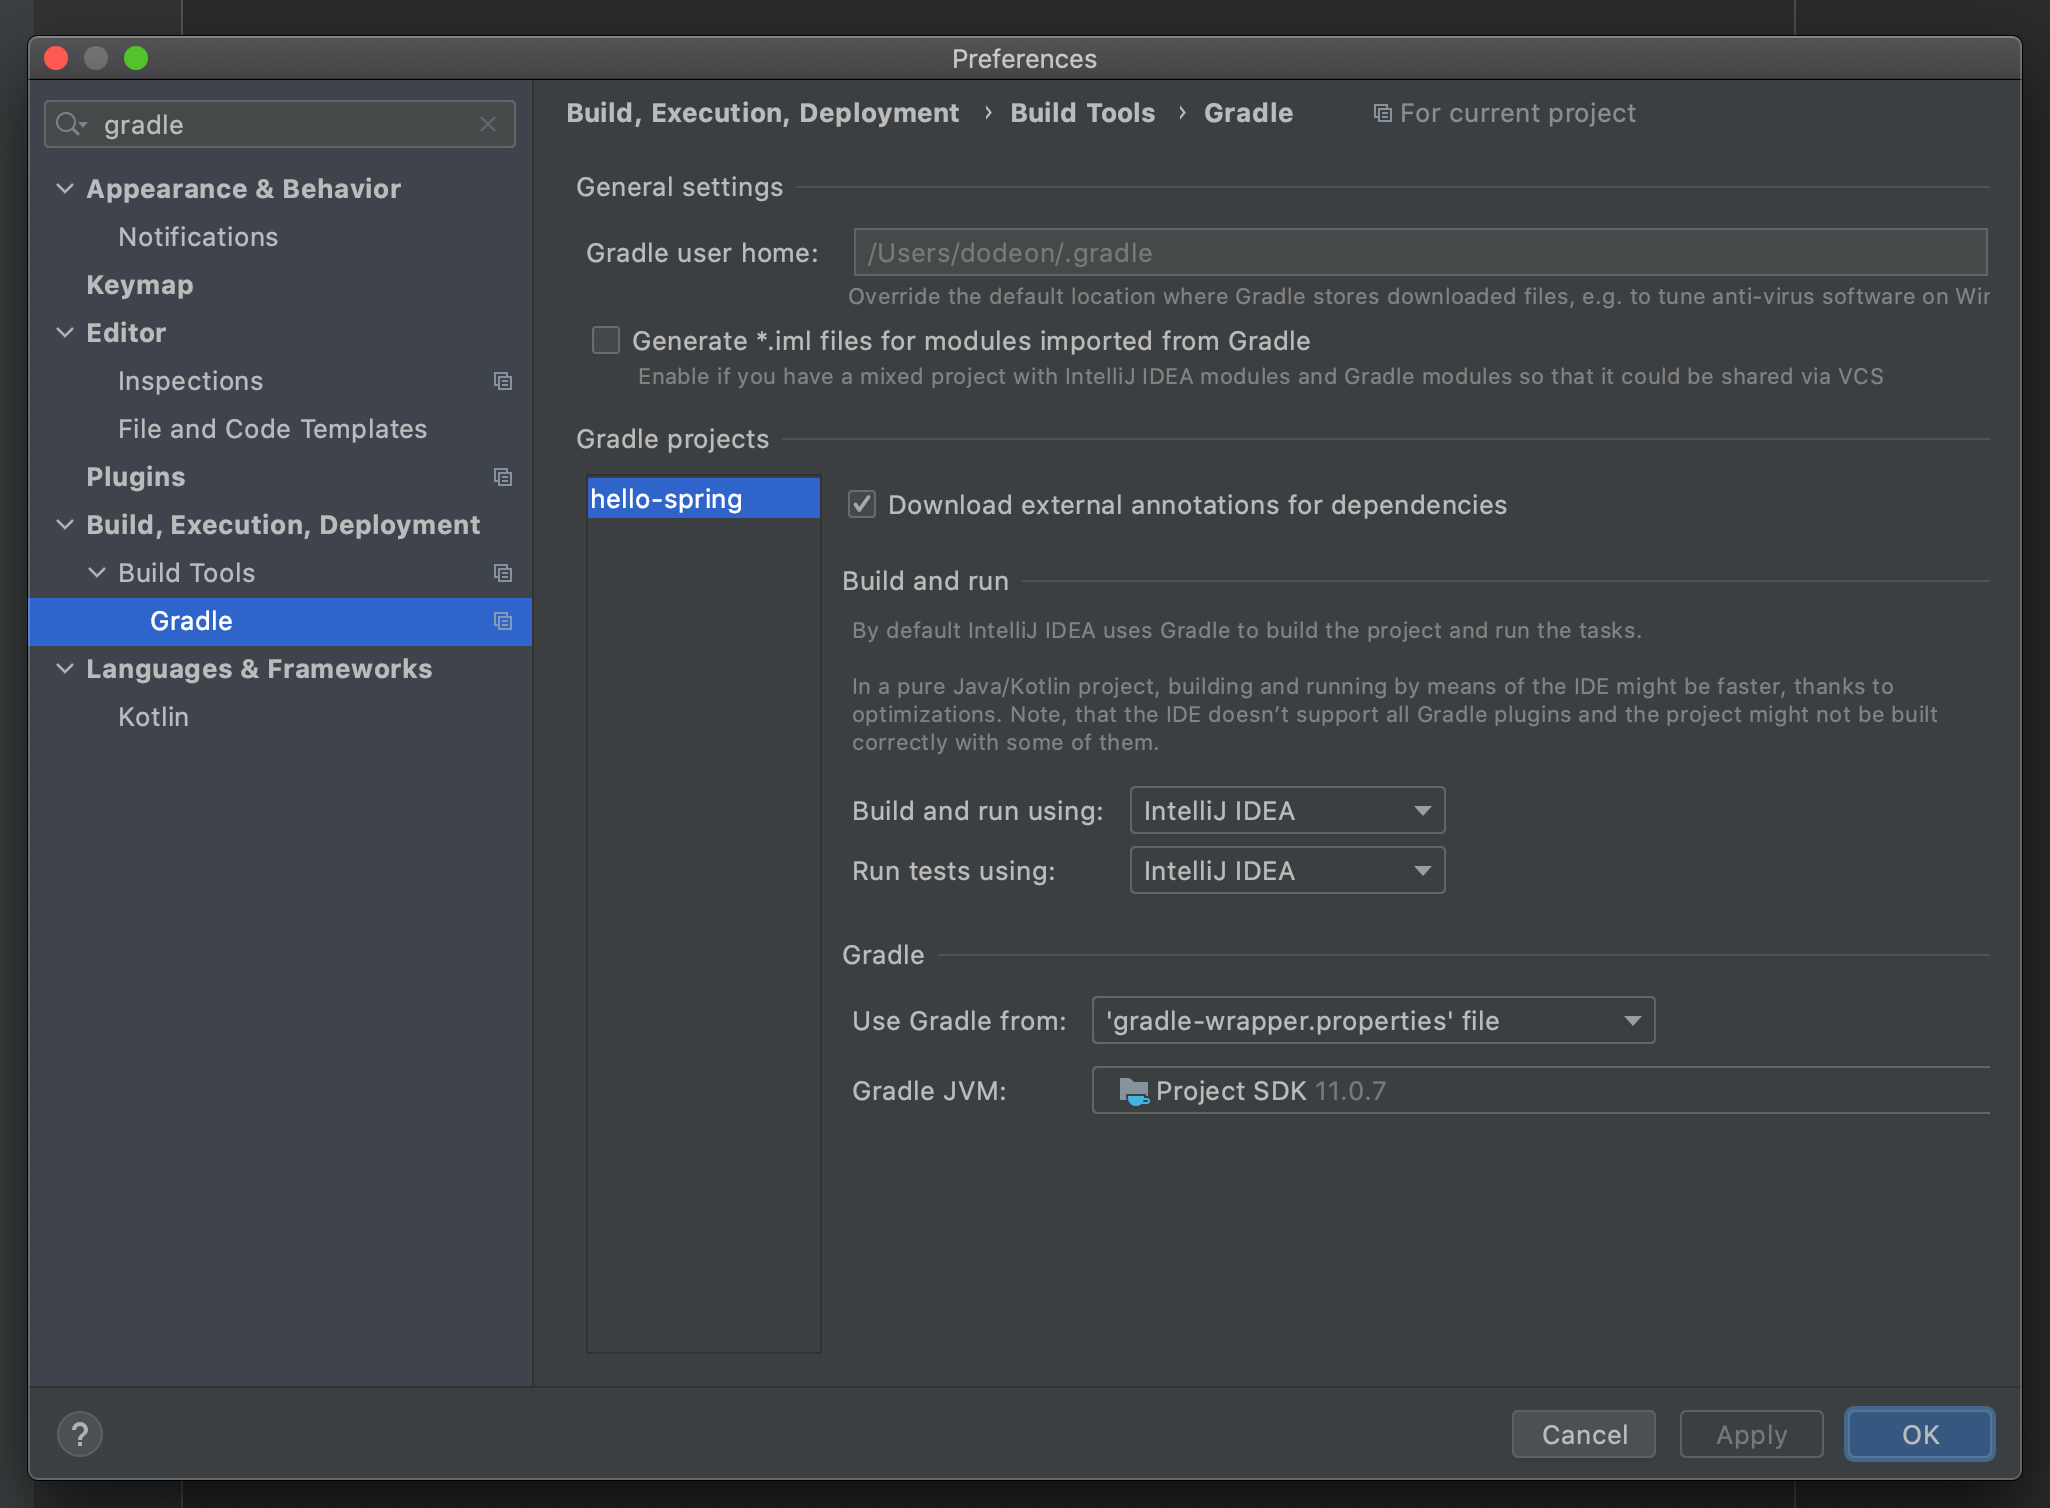 Preferences
gradle
Appearance & Behavior
Notifications
Keymap
Editor
Inspections
File and Code Templates
Plugins
Build, Execution, Deployment
Build Tools
Gradle
Languages & Frameworks
Kotlin
Build, Execution, Deployment › Build Tools › Gradle For current project
General settings
Gradle user home: /Users/dodeon/.gradle
Override the default location where Gradle stores downloaded files, e.g. to tune anti-virus software on Wir
Generate *.iml files for modules imported from Gradle
Enable if you have a mixed project with IntelliJ IDEA modules and Gradle modules so that it could be shared via VCS
Gradle projects
hello-spring
Download external annotations for dependencies
Build and run
By default IntelliJ IDEA uses Gradle to build the project and run the tasks.
In a pure Java/Kotlin project, building and running by means of the IDE might be faster, thanks to
optimizations. Note, that the IDE doesn't support all Gradle plugins and the project might not be built
correctly with some of them.
Build and run using: IntelliJ IDEA
Run tests using: IntelliJ IDEA
Gradle
Use Gradle from: 'gradle-wrapper.properties' file
Gradle JVM: Project SDK 11.0.7
?
Cancel
Apply
OK